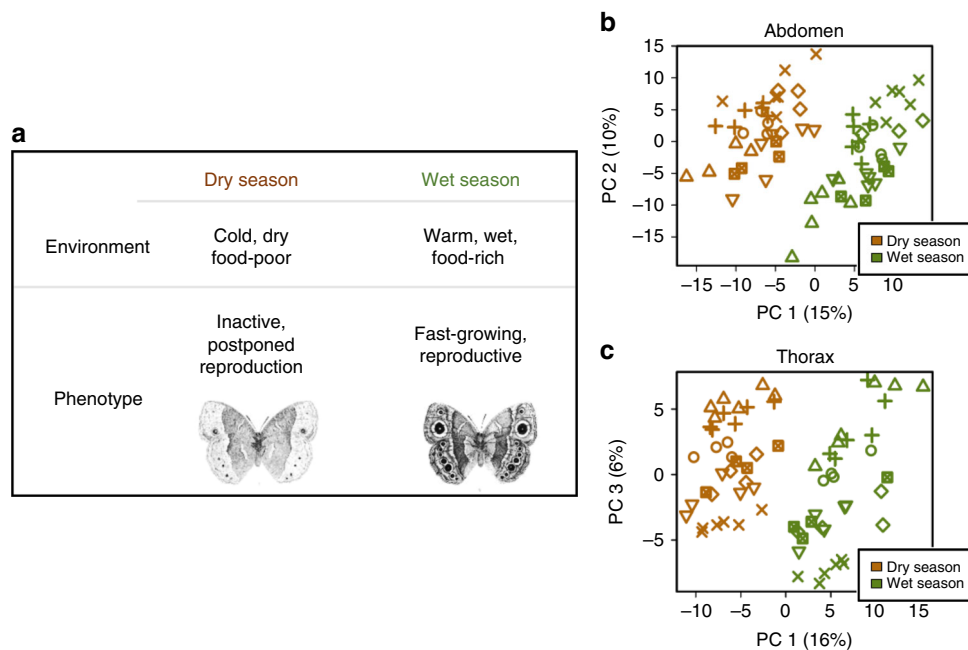 a
Dry season
Wet season
Environment
Cold, dry
food-poor
Warm, wet,
food-rich
Phenotype
Inactive,
postponed
reproduction
Fast-growing,
reproductive
b
Abdomen
PC 2 (10%)
15
10
5
0
−5
−10
−15
−15 −10 −5 0 5 10
PC 1 (15%)
Dry season
Wet season
c
Thorax
PC 3 (6%)
5
0
−5
−10 −5 0 5 10 15
PC 1 (16%)
Dry season
Wet season